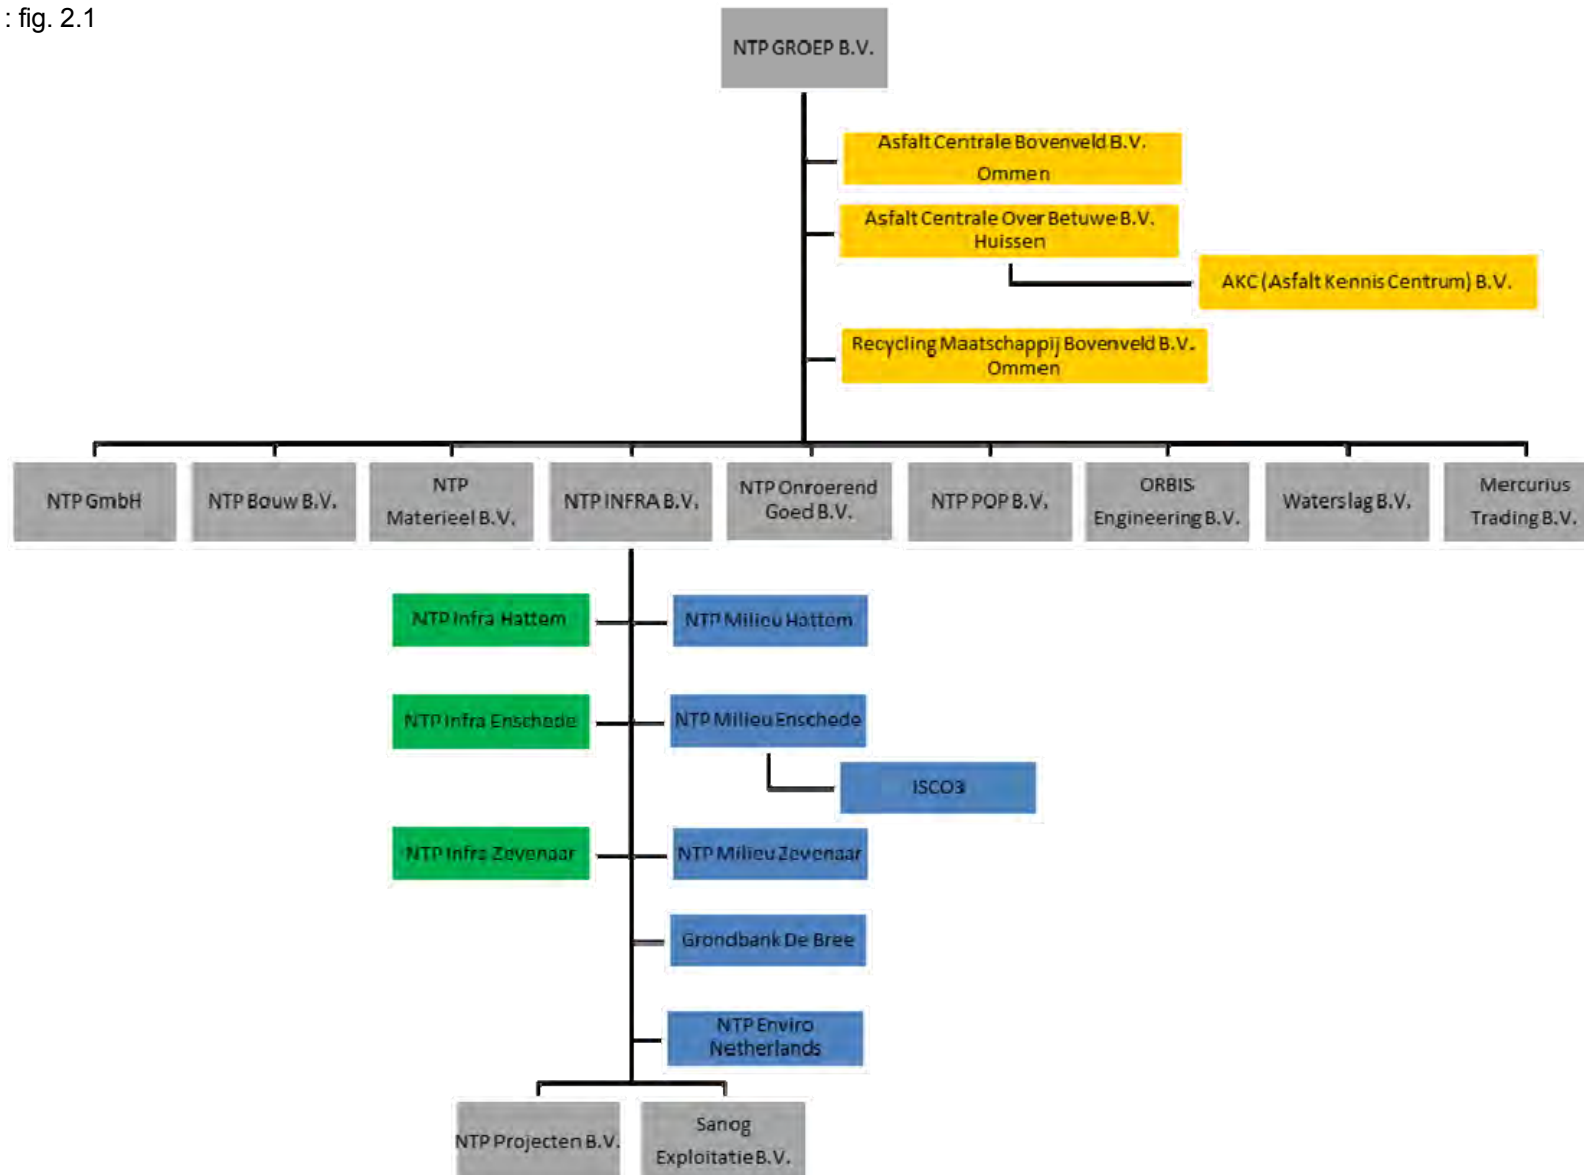 : fig. 2.1
NTP GROEP B.V.
Asfalt Centrale Bovenveld B.V.
Ommen
Asfalt Centrale Over Betuwe B.V.
Huissen
AKC (Asfalt Kennis Centrum) B.V.
Recycling Maatschappij Bovenveld B.V.
Ommen
NTP GmbH
NTP Bouw B.V.
NTP
Materieel B.V.
NTP INFRA B.V.
NTP Onroerend
Goed B.V.
NTP POP B.V.
ORBIS
Engineering B.V.
Waterslag B.V.
Mercurius
Trading B.V.
NTP Infra Hattem
NTP Milieu Hattem
NTP Infra Enschede
NTP Milieu Enschede
ISCO3
NTP Infra Zevenaar
NTP Milieu Zevenaar
Grondbank De Bree
NTP Enviro
Netherlands
NTP Projecten B.V.
Sanog
Exploitatie B.V.